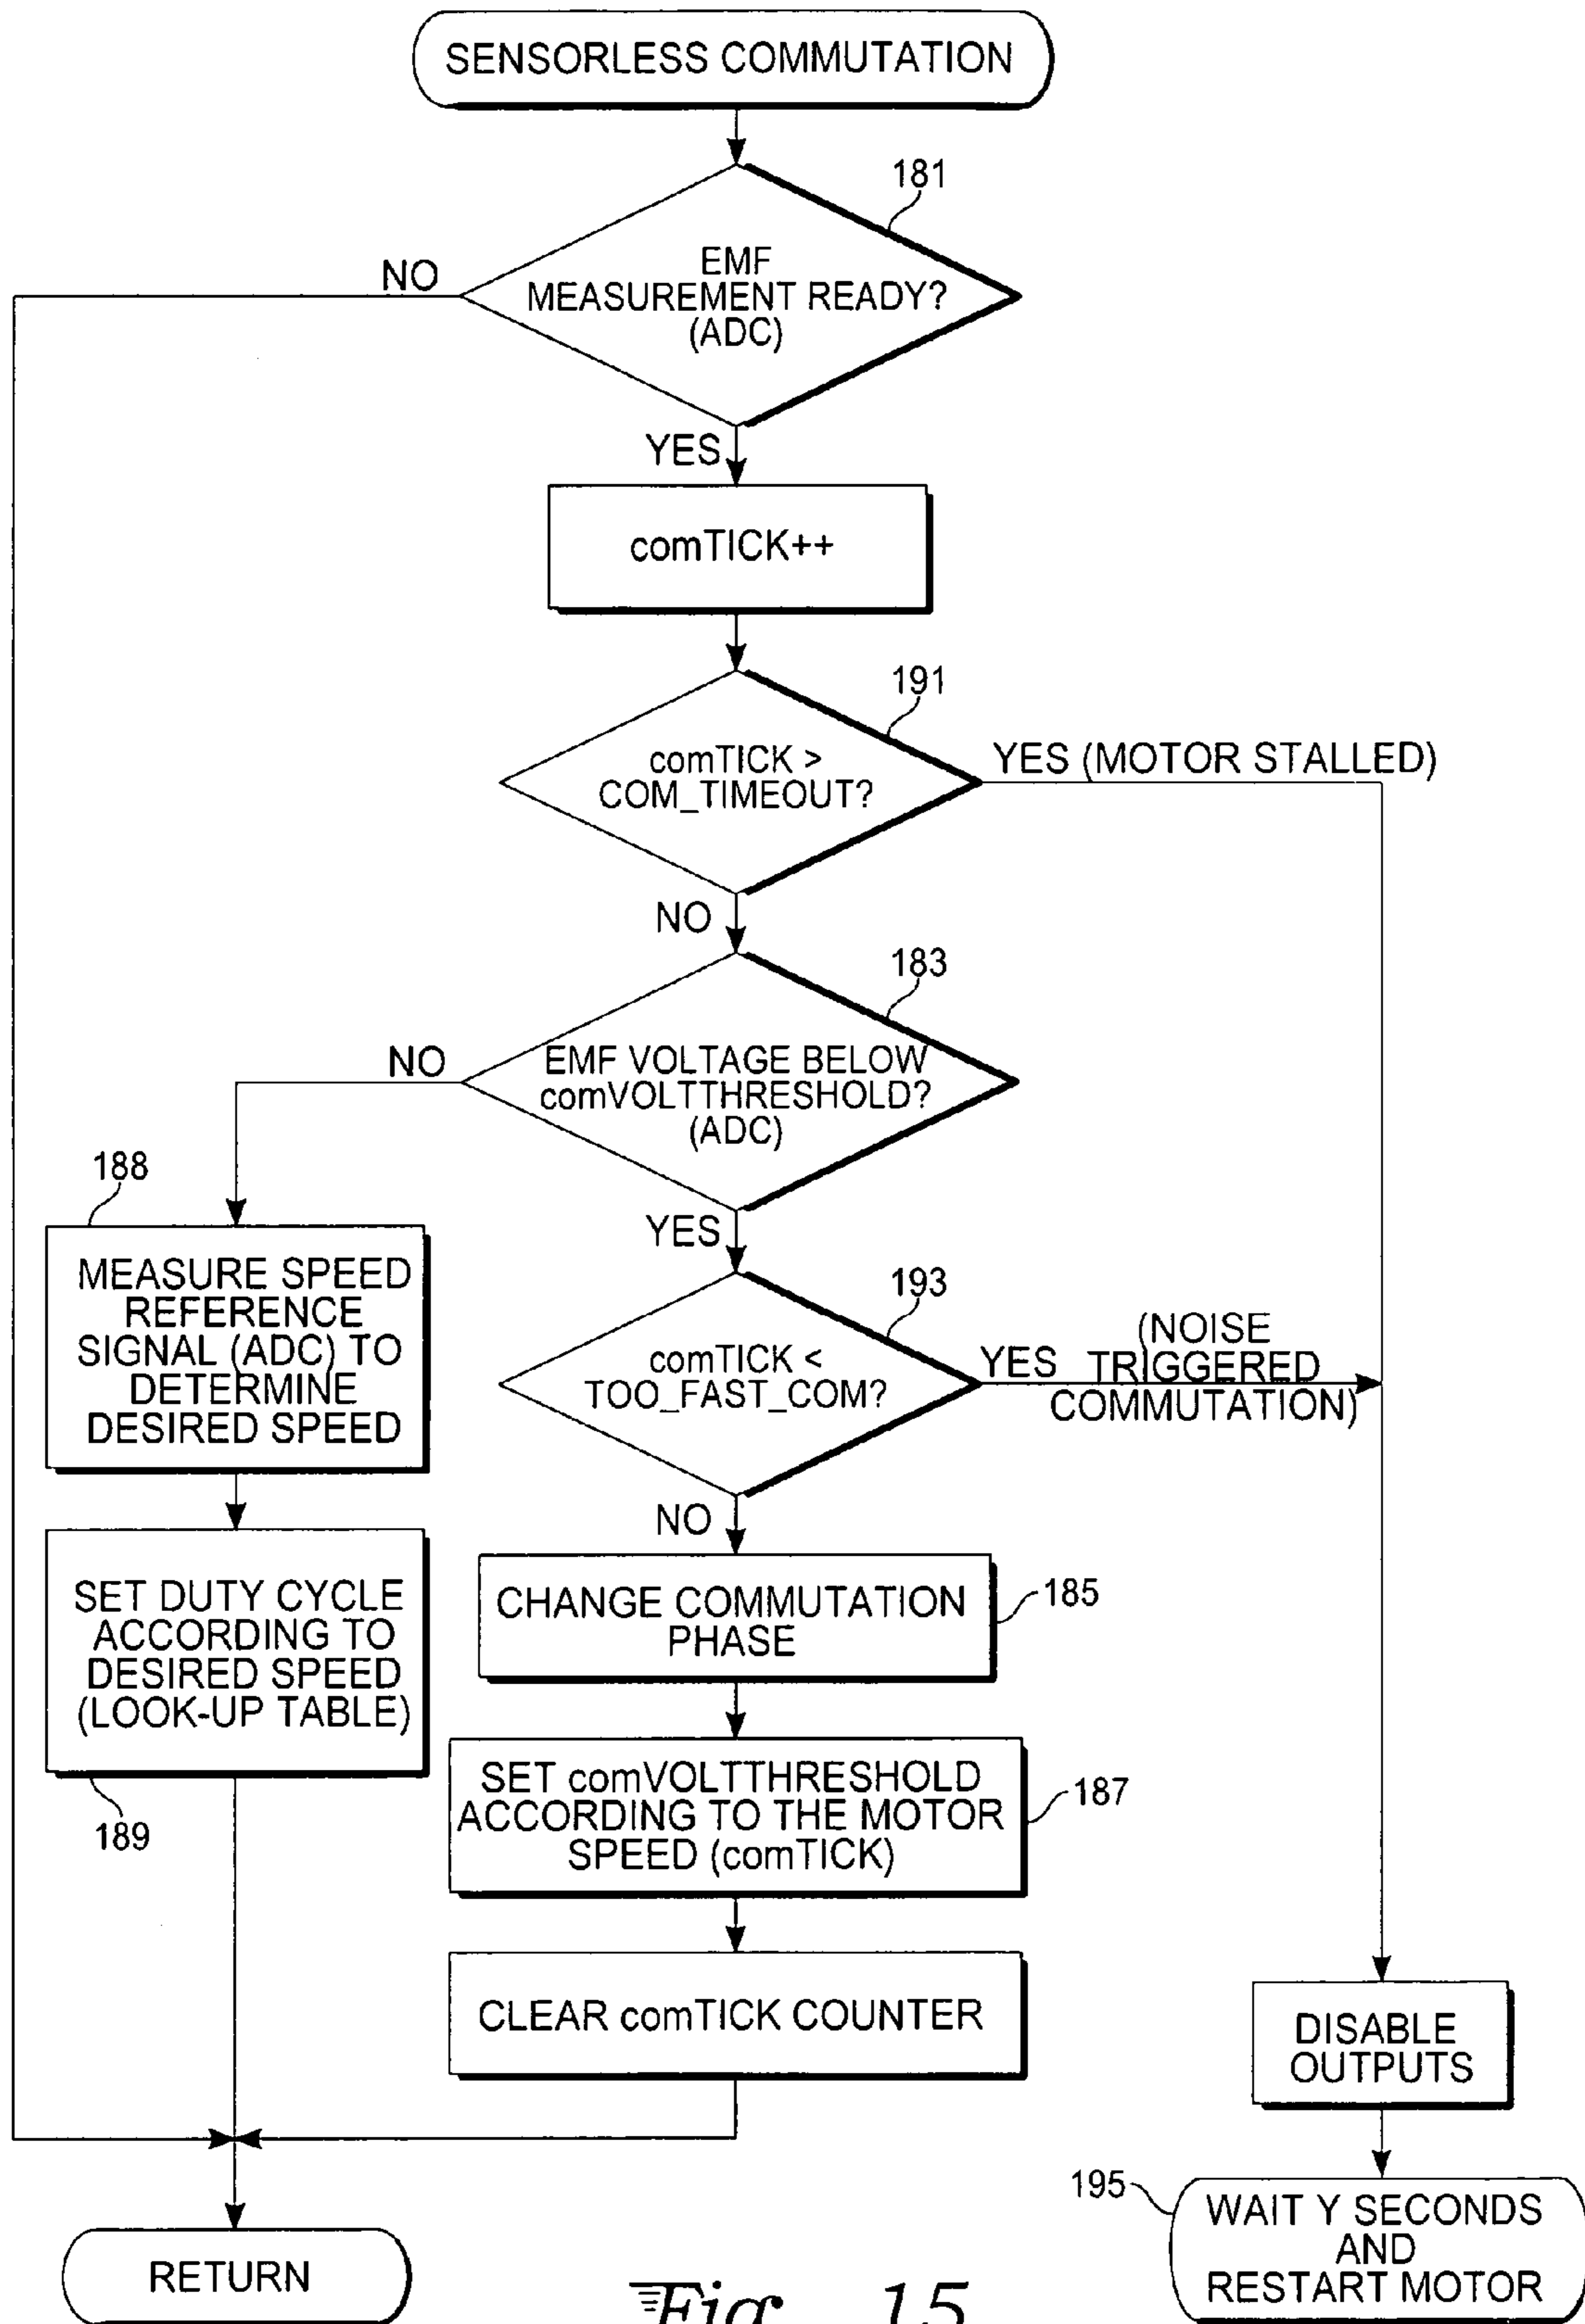 SENSORLESS COMMUTATION
181
EMF
MEASUREMENT READY?
(ADC)
NO
YES
comTICK++
191
comTICK >
COM_TIMEOUT?
YES (MOTOR STALLED)
NO
183
EMF VOLTAGE BELOW
comVOLTTHRESHOLD?
(ADC)
NO
YES
188
MEASURE SPEED
REFERENCE
SIGNAL (ADC) TO
DETERMINE
DESIRED SPEED
193
comTICK <
TOO_FAST_COM?
YES
(NOISE
TRIGGERED
COMMUTATION)
NO
SET DUTY CYCLE
ACCORDING TO
DESIRED SPEED
(LOOK-UP TABLE)
189
CHANGE COMMUTATION
PHASE
185
SET comVOLTTHRESHOLD
ACCORDING TO THE MOTOR
SPEED (comTICK)
187
CLEAR comTICK COUNTER
DISABLE
OUTPUTS
195
WAIT Y SECONDS
AND
RESTART MOTOR
RETURN
Fig. 15